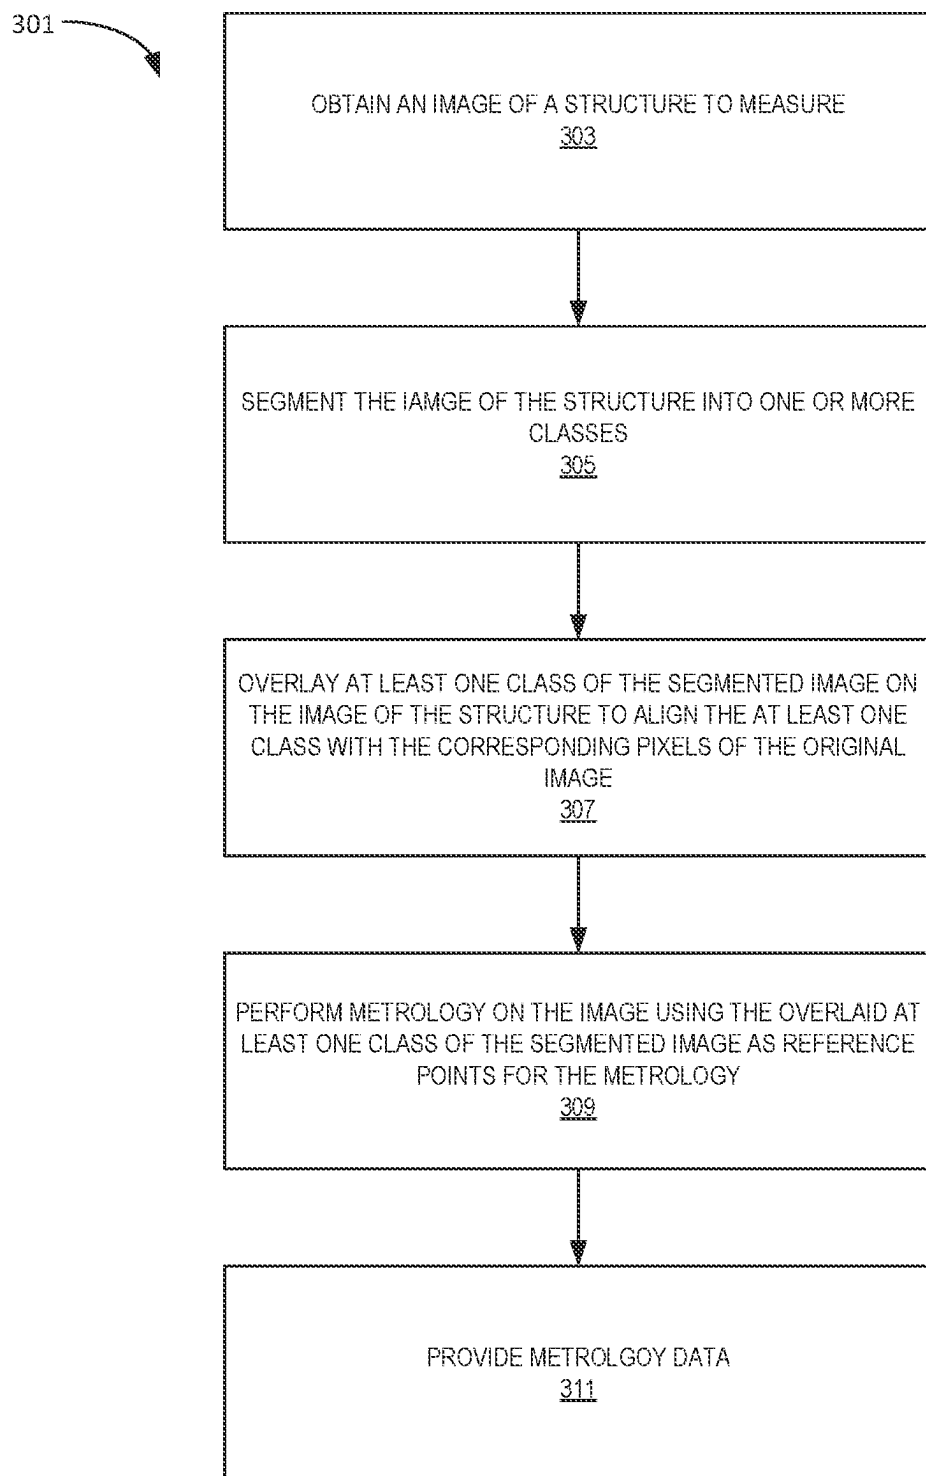 301
OBTAIN AN IMAGE OF A STRUCTURE TO MEASURE
303
SEGMENT THE IAMGE OF THE STRUCTURE INTO ONE OR MORE
CLASSES
305
OVERLAY AT LEAST ONE CLASS OF THE SEGMENTED IMAGE ON
THE IMAGE OF THE STRUCTURE TO ALIGN THE AT LEAST ONE
CLASS WITH THE CORRESPONDING PIXELS OF THE ORIGINAL
IMAGE
307
PERFORM METROLOGY ON THE IMAGE USING THE OVERLAID AT
LEAST ONE CLASS OF THE SEGMENTED IMAGE AS REFERENCE
POINTS FOR THE METROLOGY
309
PROVIDE METROLGOY DATA
311